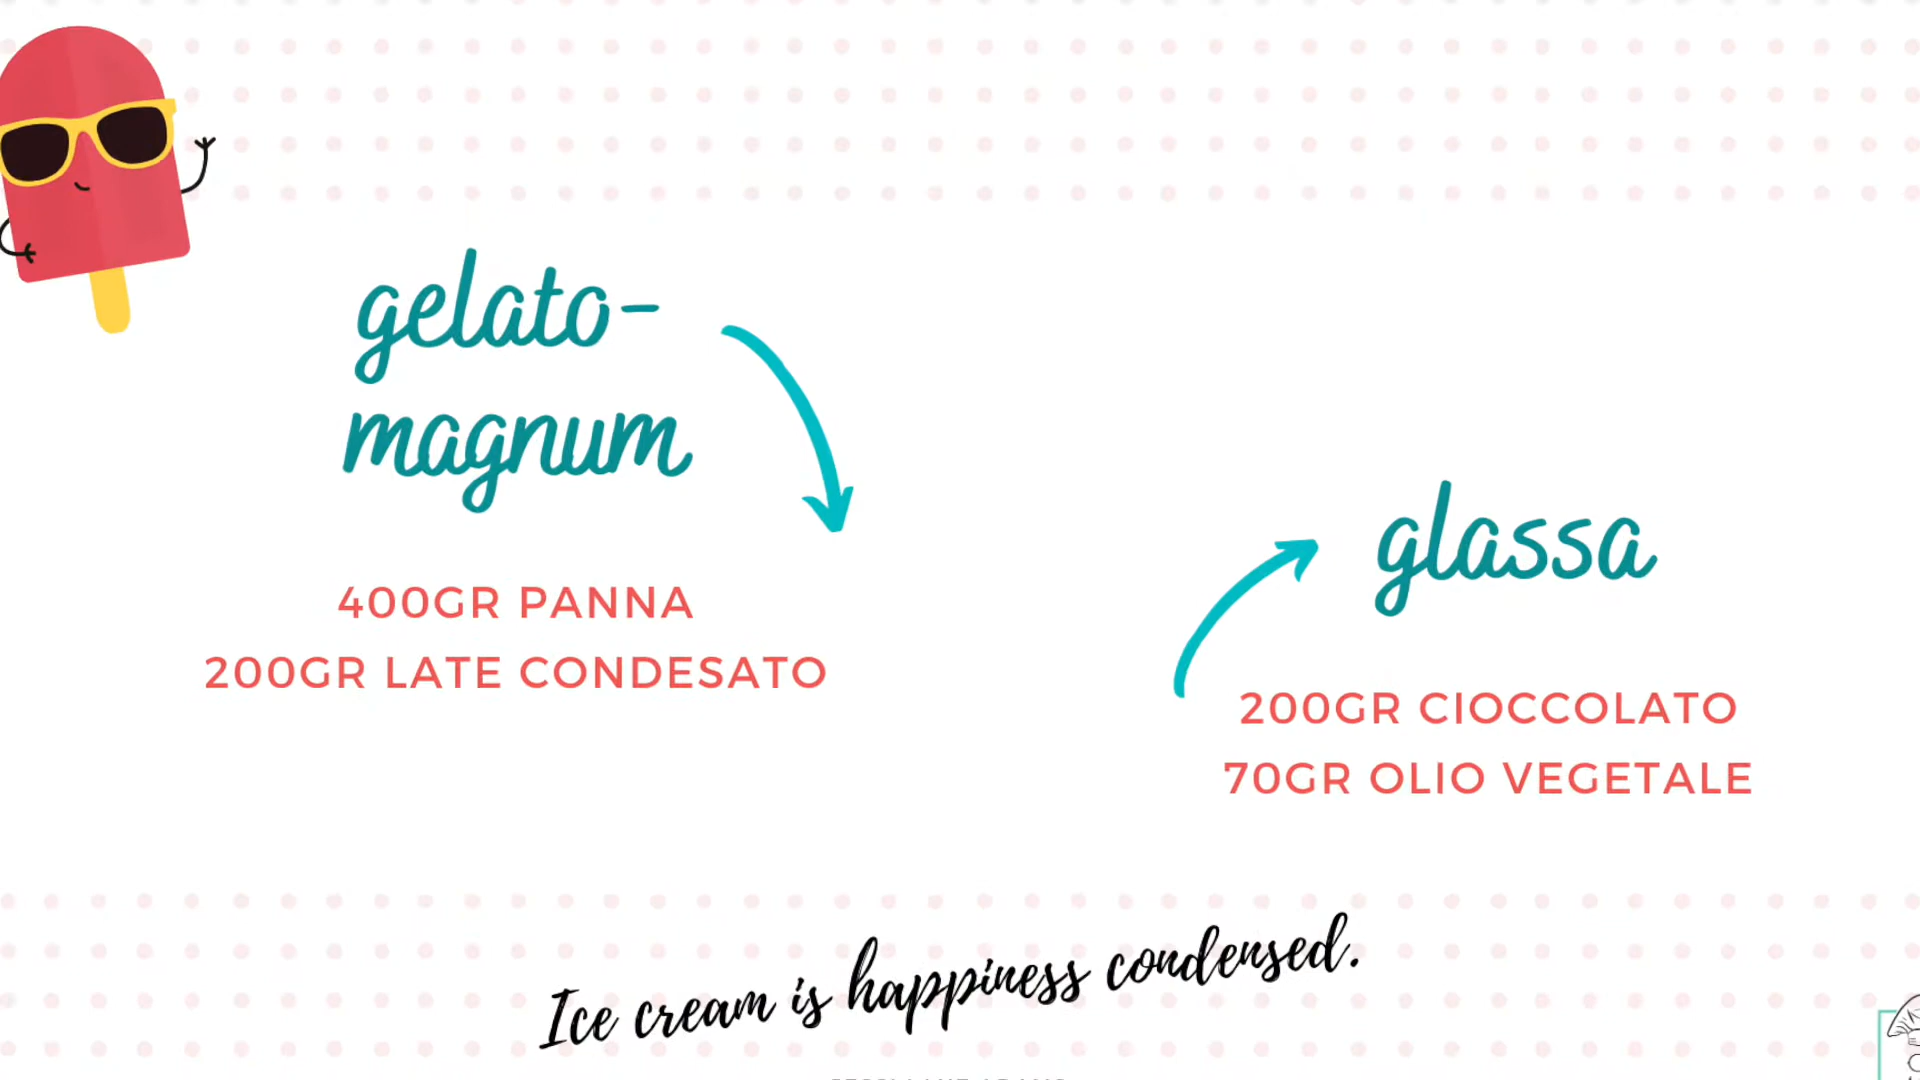 gelato-
magnum
400GR PANNA
200GR LATE CONDESATO
glassa
200GR CIOCCOLATO
70GR OLIO VEGETALE
Ice cream is happiness condensed.